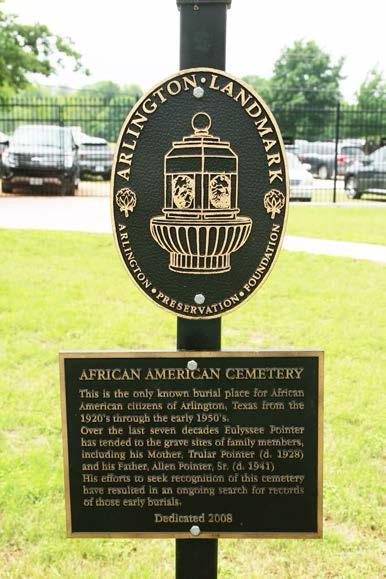 ARLINGTON • LANDMARK
ARLINGTON • PRESERVATION • FOUNDATION
AFRICAN AMERICAN CEMETERY
This is the only known burial place for African
American citizens of Arlington, Texas from the
1920's through the early 1950's.
Over the last seven decades Eulyssee Pointer
has tended to the grave sites of family members,
including his Mother, Trular Pointer (d. 1928)
and his Father, Allen Pointer, Sr. (d. 1941)
His efforts to seek recognition of this cemetery
have resulted in an ongoing search for records
of those early burials.
Dedicated 2008